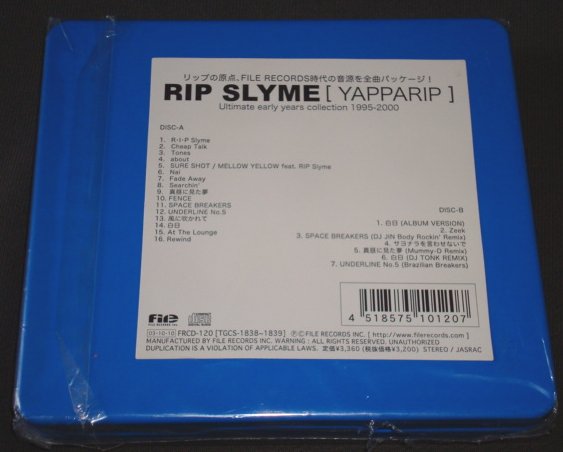 リップの原点、FILE RECORDS時代の音源を全曲パッケージ！
RIP SLYME [ YAPPARIP ]
Ultimate early years collection 1995-2000
DISC-A
1. R-I-P Slyme
2. Cheap Talk
3. Tones
4. about
5. SURE SHOT / MELLOW YELLOW feat. RIP Slyme
6. Nai
7. Fade Away
8. Searchin'
9. 真昼に見た夢
10. FENCE
11. SPACE BREAKERS
12. UNDERLINE No.5
13. 風に吹かれて
14. 白日
15. At The Lounge
16. Rewind
DISC-B
1. 白日 (ALBUM VERSION)
2. Zeek
3. SPACE BREAKERS (DJ JIN Body Rockin' Remix)
4. サヨナラを言わせないで
5. 真昼に見た夢 (Mummy-D Remix)
6. 白日 (DJ TONK REMIX)
7. UNDERLINE No.5 (Brazilian Breakers)
4 518575 101207
file
FILE RECORDS Inc.
COMPACT disc
DIGITAL AUDIO
03·10·10 FRCD-120 [TGCS-1838~1839] ℗©FILE RECORDS INC. [ http://www.filerecords.com ]
MANUFACTURED BY FILE RECORDS INC. WARNING : ALL RIGHTS RESERVED. UNAUTHORIZED
DUPLICATION IS A VIOLATION OF APPLICABLE LAWS. 定価¥3,360 (税抜価格¥3,200) STEREO / JASRAC